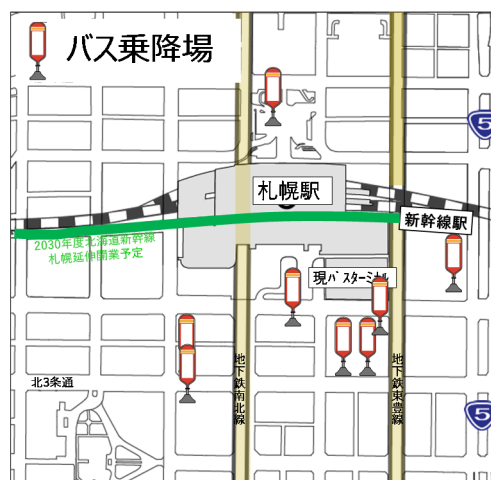 バス乗降場
5
札幌駅
新幹線駅
2030年度北海道新幹線
札幌延伸開業予定
現バスターミナル
地下鉄南北線
地下鉄東豊線
北3条通
5